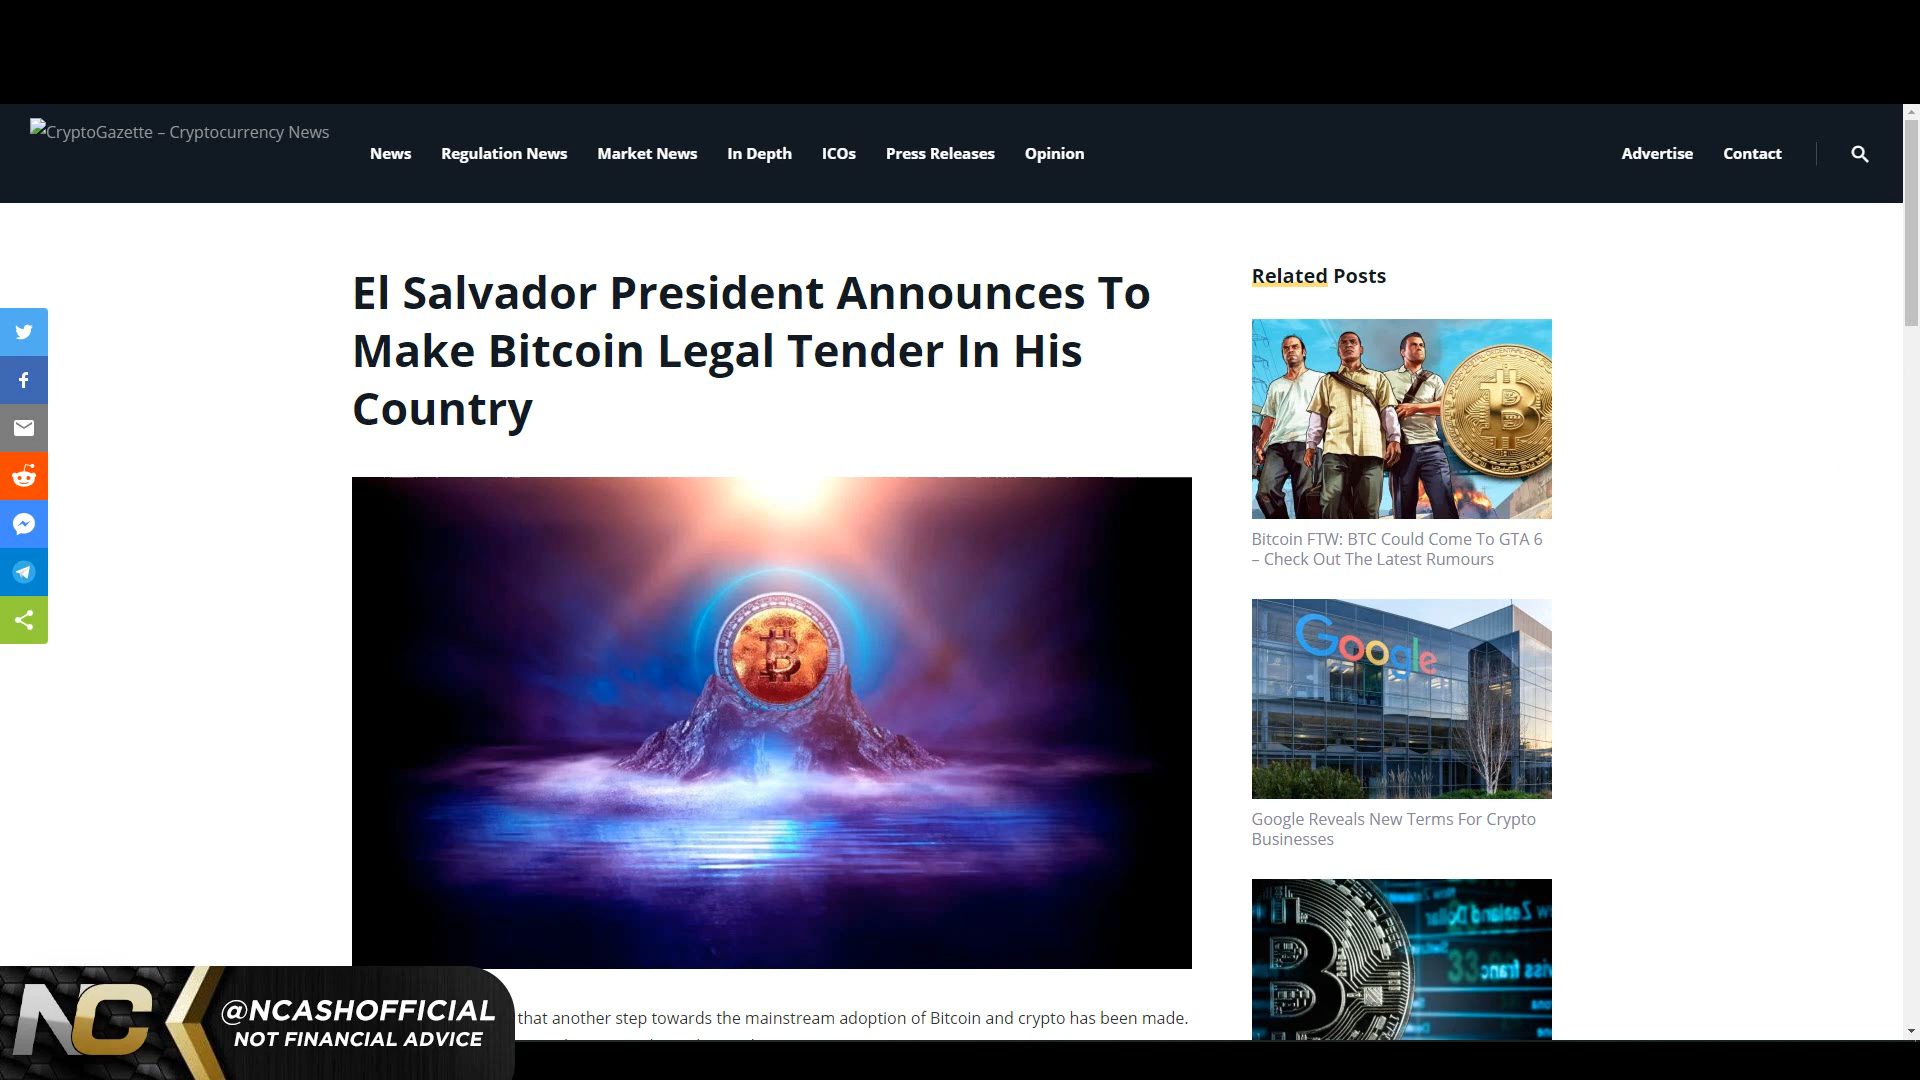 CryptoGazette – Cryptocurrency News
News
Regulation News
Market News
In Depth
ICOs
Press Releases
Opinion
Advertise
Contact
El Salvador President Announces To
Make Bitcoin Legal Tender In His
Country
that another step towards the mainstream adoption of Bitcoin and crypto has been made.
Related Posts
Bitcoin FTW: BTC Could Come To GTA 6
– Check Out The Latest Rumours
Google
Google Reveals New Terms For Crypto
Businesses
NC
@NCASHOFFICIAL
NOT FINANCIAL ADVICE